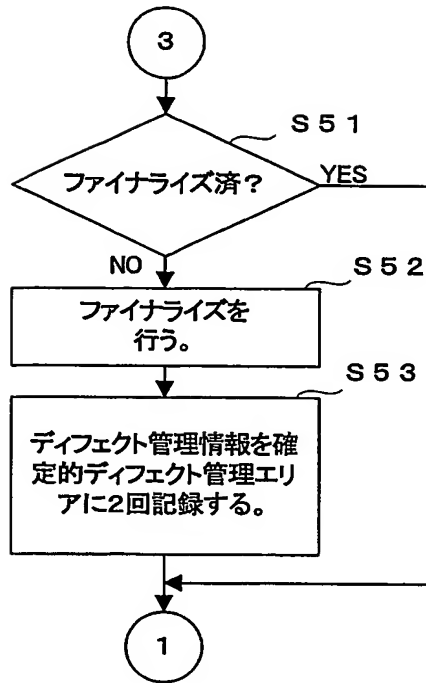 3
S51
ファイナライズ済?
YES
NO
S52
ファイナライズを
行う。
S53
ディフェクト管理情報を確
定的ディフェクト管理エリ
アに2回記録する。
1